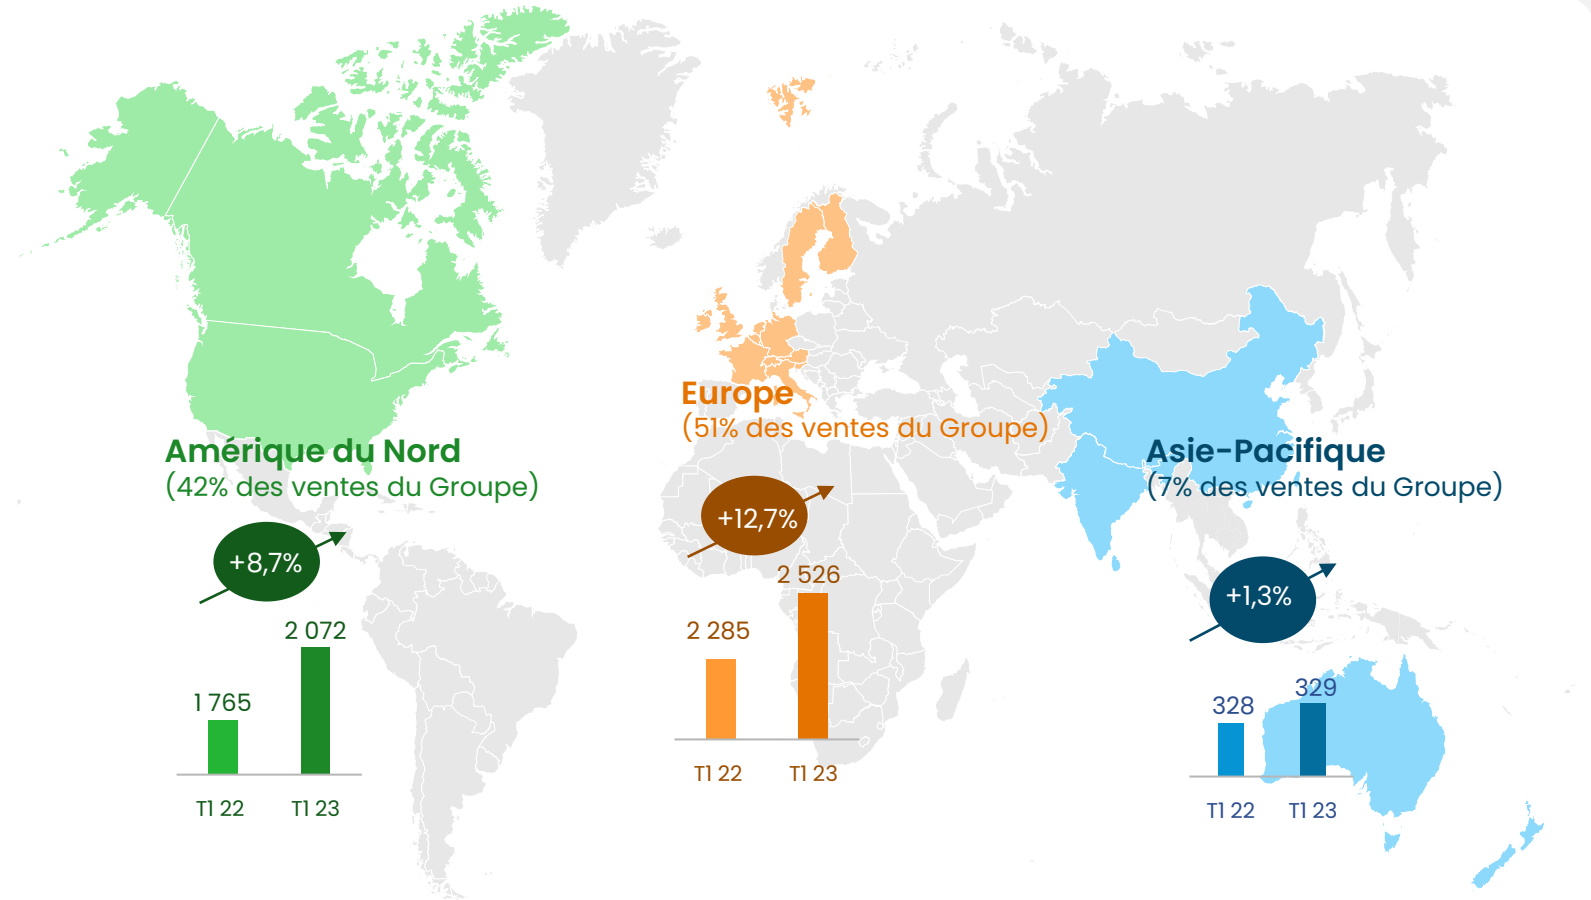 Amérique du Nord
(42% des ventes du Groupe)
+8,7%
1 765
2 072
T1 22
T1 23
Europe
(51% des ventes du Groupe)
+12,7%
2 285
2 526
T1 22
T1 23
Asie-Pacifique
(7% des ventes du Groupe)
+1,3%
328
329
T1 22
T1 23